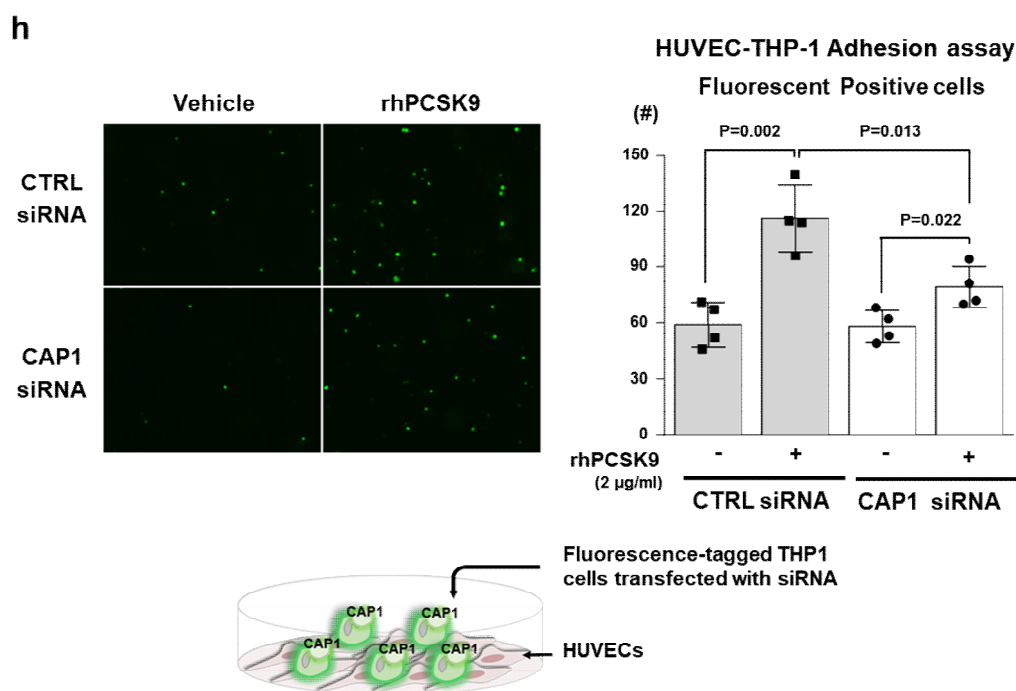 h
HUVEC-THP-1 Adhesion assay
Fluorescent Positive cells
Vehicle
rhPCSK9
CTRL
siRNA
CAP1
siRNA
(#)
P=0.002
P=0.013
P=0.022
150
120
90
60
30
0
rhPCSK9
(2 µg/ml)
- + - +
CTRL siRNA
CAP1 siRNA
Fluorescence-tagged THP1
cells transfected with siRNA
CAP1
CAP1
CAP1
CAP1
CAP1
HUVECs